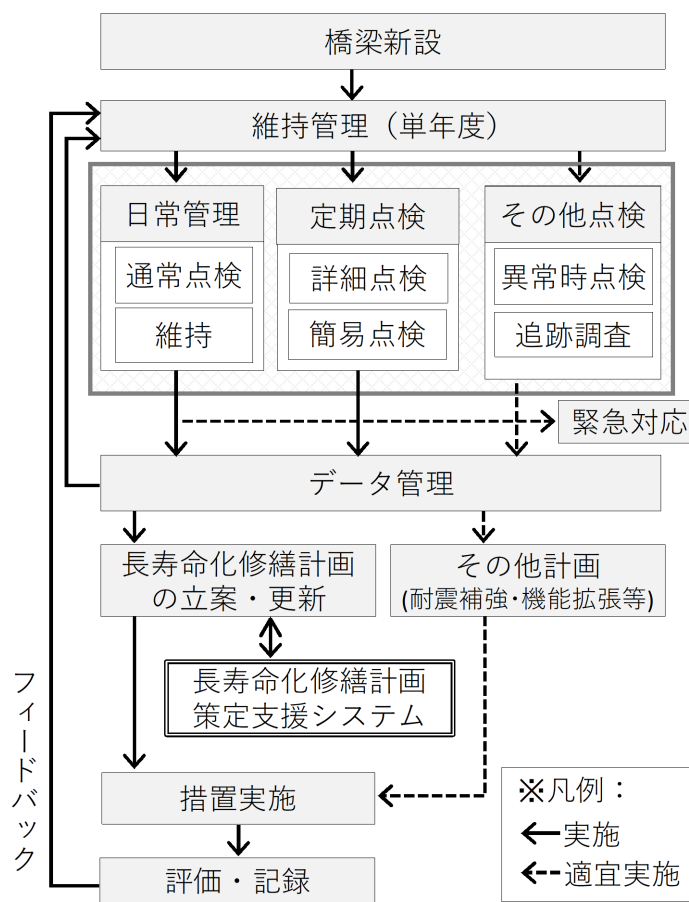 橋梁新設
維持管理（単年度）
日常管理
通常点検
維持
定期点検
詳細点検
簡易点検
その他点検
異常時点検
追跡調査
緊急対応
データ管理
長寿命化修繕計画
の立案・更新
その他計画
(耐震補強･機能拡張等)
長寿命化修繕計画
策定支援システム
フィードバック
措置実施
評価・記録
※凡例：
実施
適宜実施